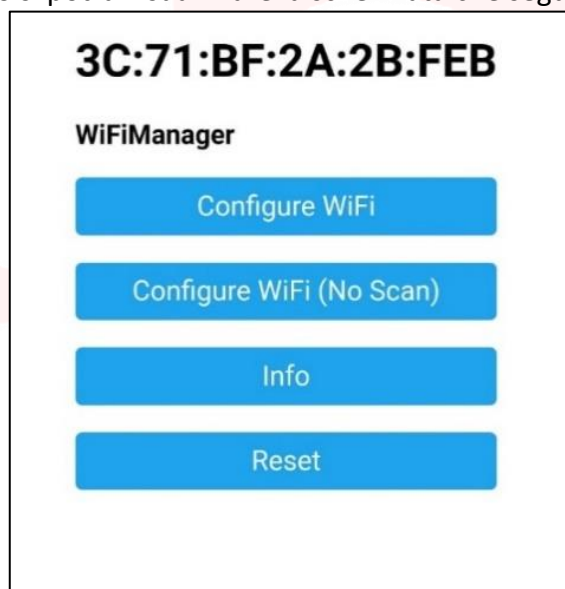 3C:71:BF:2A:2B:FEB
WiFiManager
Configure WiFi
Configure WiFi (No Scan)
Info
Reset